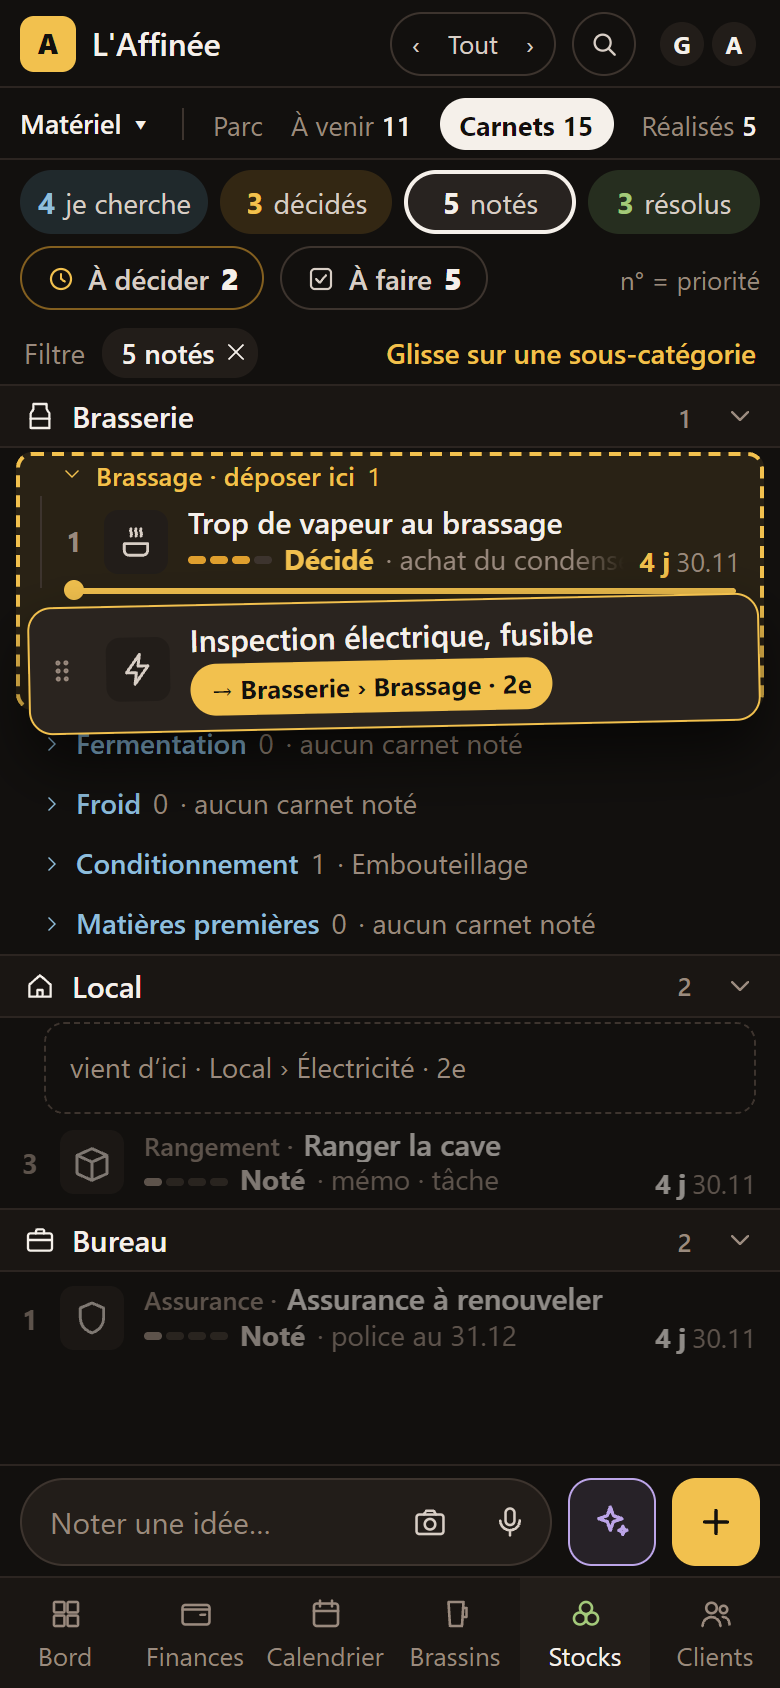 A L'Affinée ‹ Tout › G A
Matériel ▼ Parc À venir 11 Carnets 15 Réalisés 5
4 je cherche 3 décidés 5 notés 3 résolus
À décider 2 À faire 5 n° = priorité
Filtre 5 notés × Glisse sur une sous-catégorie
Brasserie 1
Brassage · déposer ici 1
Trop de vapeur au brassage
1 Décidé · achat du condens 4 j 30.11
Inspection électrique, fusible
→ Brasserie › Brassage · 2e
Fermentation 0 · aucun carnet noté
Froid 0 · aucun carnet noté
Conditionnement 1 · Embouteillage
Matières premières 0 · aucun carnet noté
Local 2
vient d’ici · Local › Électricité · 2e
3 Rangement · Ranger la cave
Noté · mémo · tâche 4 j 30.11
Bureau 2
1 Assurance · Assurance à renouveler
Noté · police au 31.12 4 j 30.11
Noter une idée... +
Bord Finances Calendrier Brassins Stocks Clients